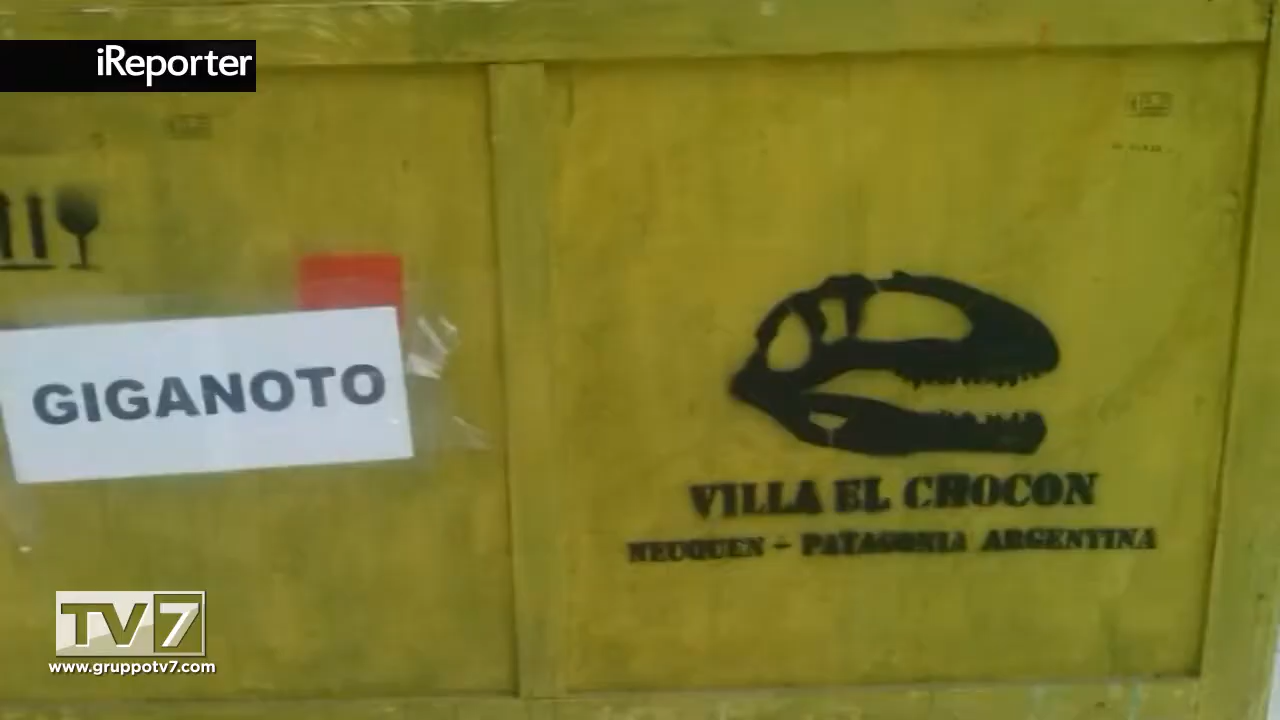 iReporter
GIGANOTO
VILLA EL CHOCON
NEUQUEN - PATAGONIA ARGENTINA
TV7
www.gruppotv7.com